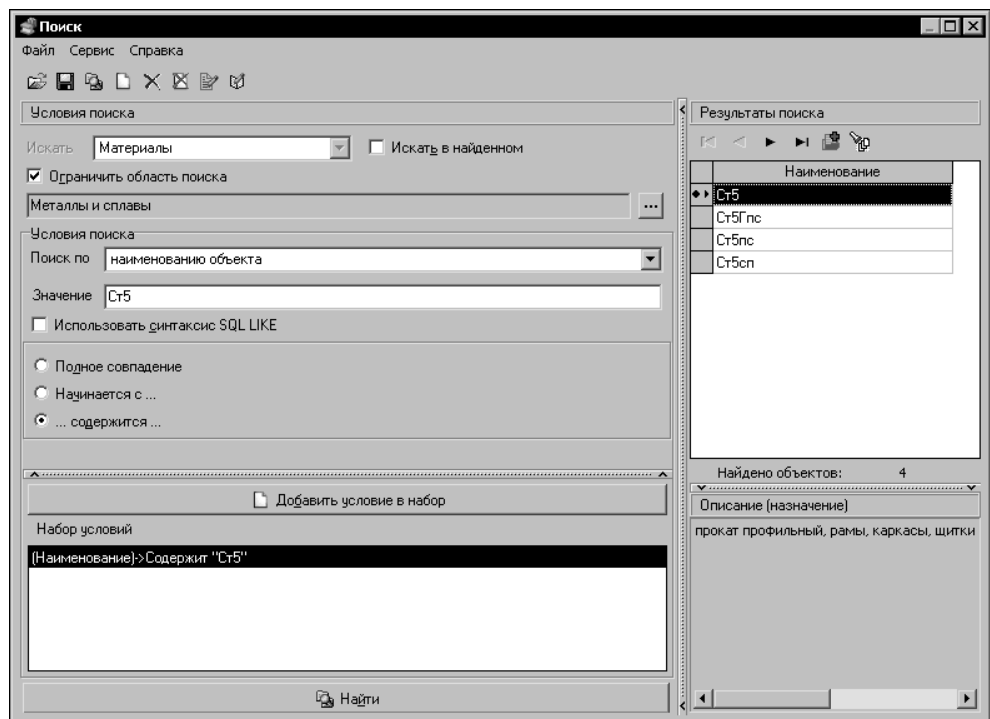 Поиск
Файл Сервис Справка
Условия поиска
Искать Материалы Искать в найденном
Ограничить область поиска
Металлы и сплавы ...
Условия поиска
Поиск по наименованию объекта
Значение Ст5
Использовать синтаксис SQL LIKE
Полное совпадение
Начинается с ...
... содержится ...
Добавить условие в набор
Набор условий
(Наименование)->Содержит "Ст5"
Найти
Результаты поиска
Наименование
Ст5
Ст5Гпс
Ст5пс
Ст5сп
Найдено объектов: 4
Описание (назначение)
прокат профильный, рамы, каркасы, щитки